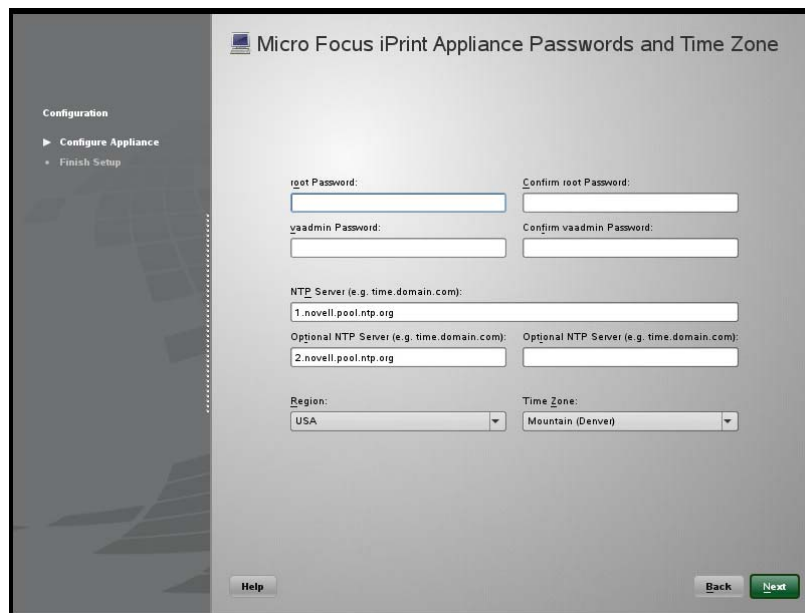 Micro Focus iPrint Appliance Passwords and Time Zone
Configuration
Configure Appliance
Finish Setup
root Password:
Confirm root Password:
vaadmin Password:
Confirm vaadmin Password:
NTP Server (e.g. time.domain.com):
1.novell.pool.ntp.org
Optional NTP Server (e.g. time.domain.com):
Optional NTP Server (e.g. time.domain.com):
2.novell.pool.ntp.org
Region:
Time Zone:
USA
Mountain (Denver)
Help
Back
Next